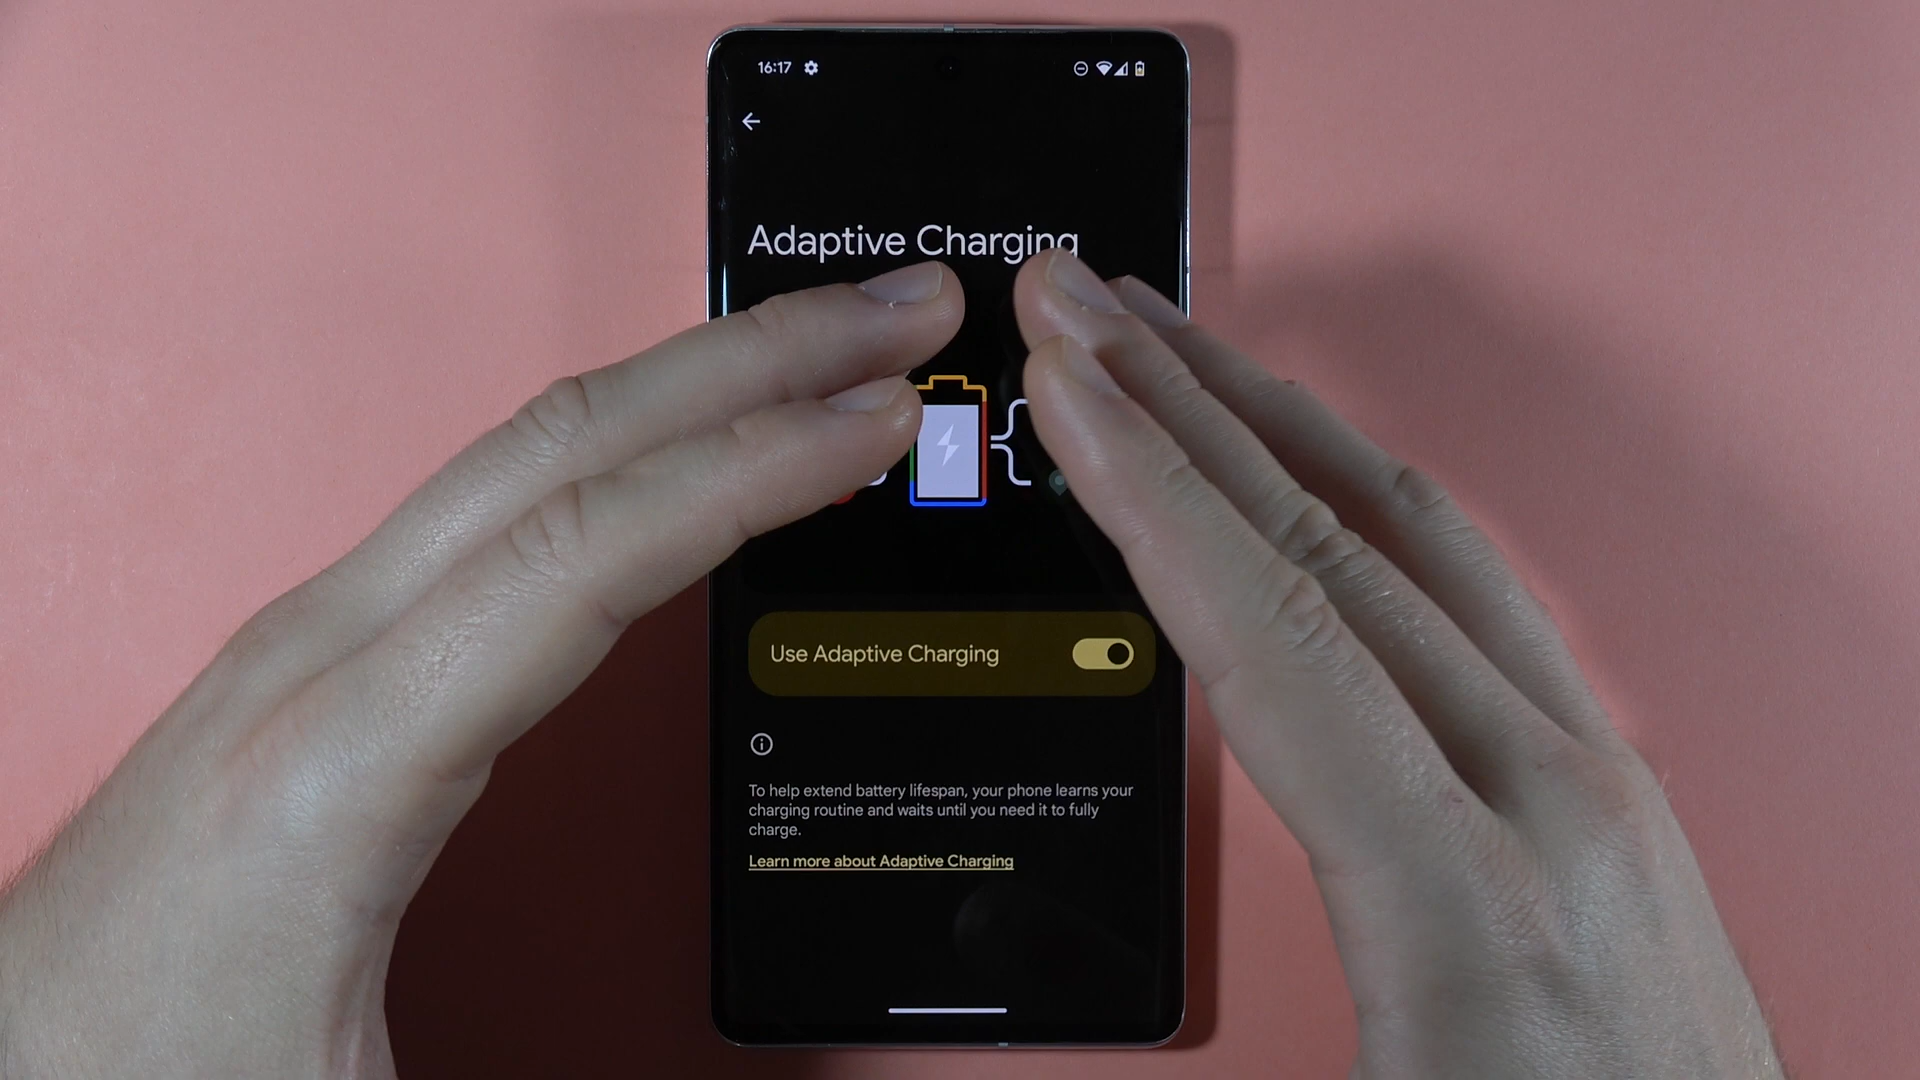 16:17
Adaptive Charging
Use Adaptive Charging
To help extend battery lifespan, your phone learns your
charging routine and waits until you need it to fully
charge.
Learn more about Adaptive Charging